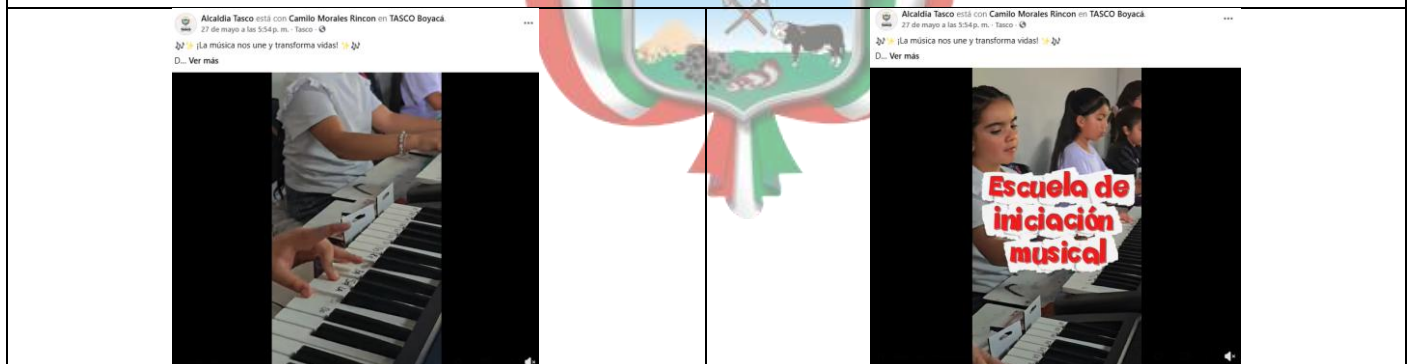 Alcaldía Tasco está con Camilo Morales Rincon en TASCO Boyacá.
27 de mayo a las 5:54 p. m. · Tasco ·
¡La música nos une y transforma vidas!
D... Ver más
Alcaldía Tasco está con Camilo Morales Rincon en TASCO Boyacá.
27 de mayo a las 5:54 p. m. · Tasco ·
¡La música nos une y transforma vidas!
D... Ver más
Escuela de
iniciación
musical